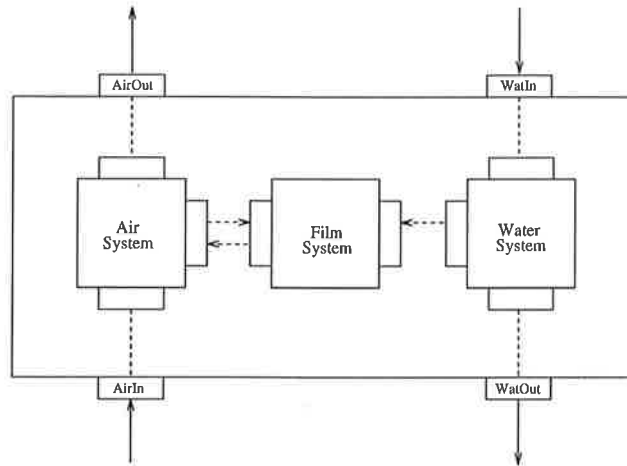 AirOut
WatIn
Air
System
Film
System
Water
System
AirIn
WatOut